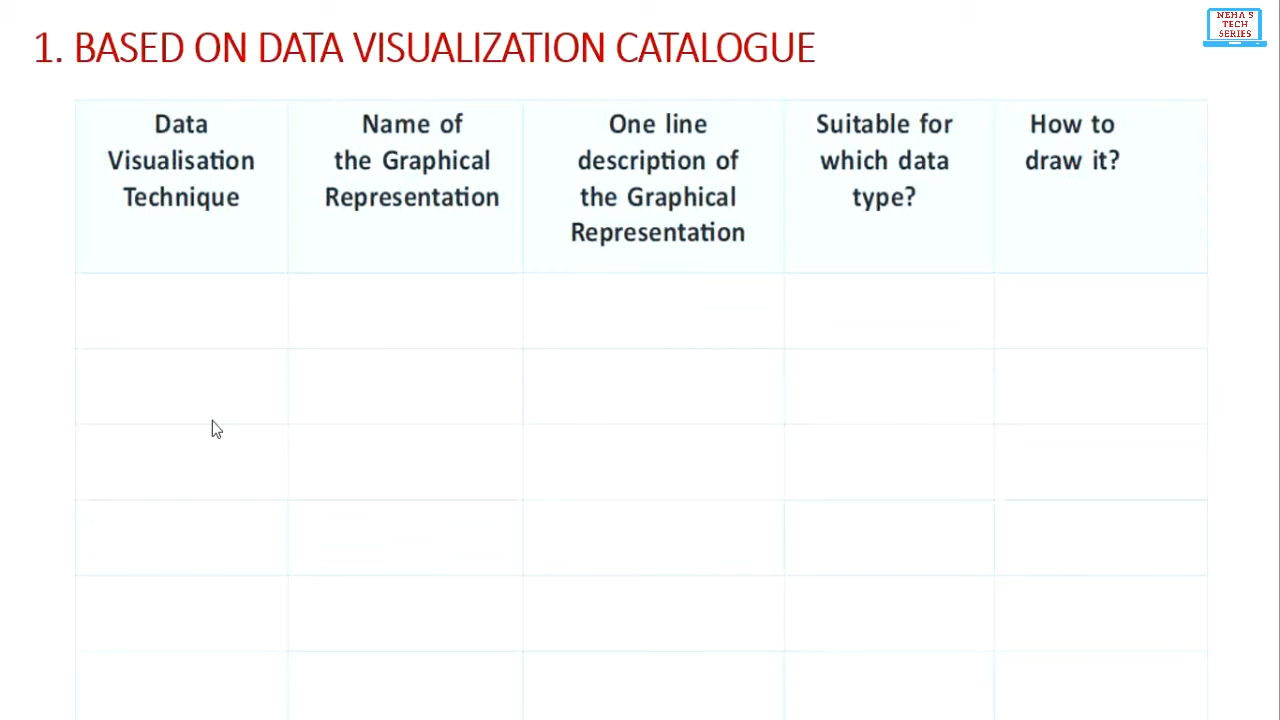 NEHA S
TECH
SERIES
1. BASED ON DATA VISUALIZATION CATALOGUE
Data
Visualisation
Technique
Name of
the Graphical
Representation
One line
description of
the Graphical
Representation
Suitable for
which data
type?
How to
draw it?